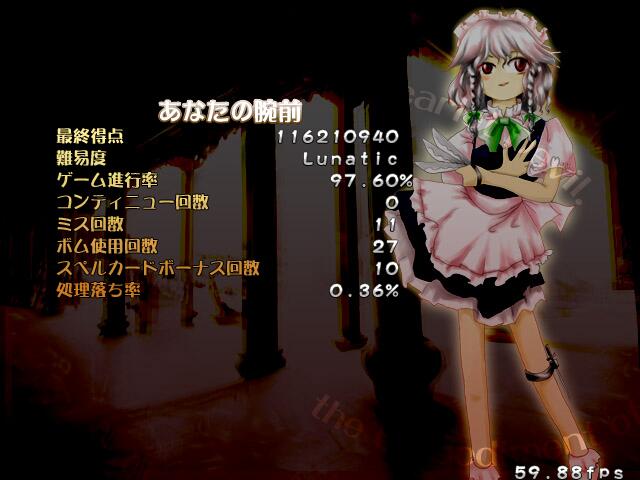 あなたの腕前
最終得点 116210940
難易度 Lunatic
ゲーム進行率 97.60%
コンティニュー回数 0
ミス回数 11
ボム使用回数 27
スペルカードボーナス回数 10
処理落ち率 0.36%
59.88fps